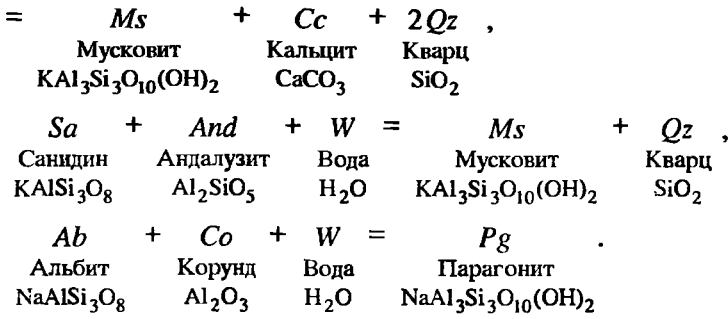 = Ms + Cc + 2Qz ,
Мусковит Кальцит Кварц
KAl₃Si₃O₁₀(OH)₂ CaCO₃ SiO₂
Sa + And + W = Ms + Qz ,
Санидин Андалузит Вода Мусковит Кварц
KAlSi₃O₈ Al₂SiO₅ H₂O KAl₃Si₃O₁₀(OH)₂ SiO₂
Ab + Co + W = Pg .
Альбит Корунд Вода Парагонит
NaAlSi₃O₈ Al₂O₃ H₂O NaAl₃Si₃O₁₀(OH)₂